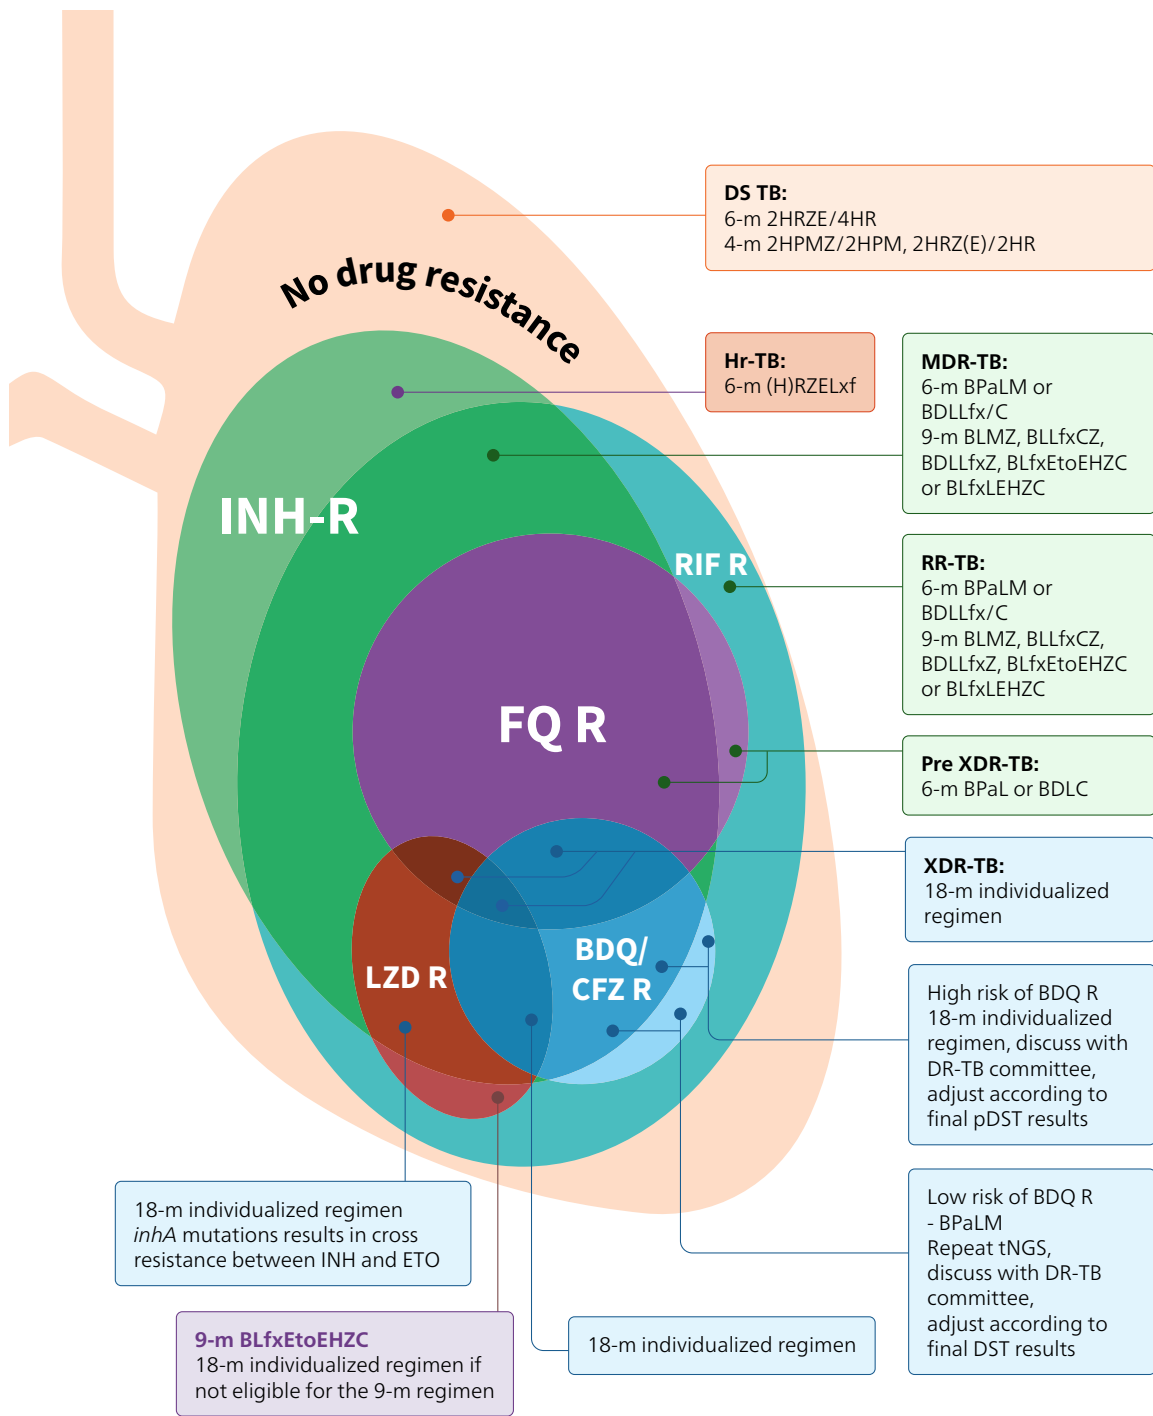 DS TB:
6-m 2HRZE/4HR
4-m 2HPMZ/2HPM, 2HRZ(E)/2HR
No drug resistance
Hr-TB:
6-m (H)RZELxf
MDR-TB:
6-m BPaLM or
BDLLfx/C
9-m BLMZ, BLLfxCZ,
BDLLfxZ, BLfxEtoEHZC
or BLfxLEHZC
INH-R
RIF R
RR-TB:
6-m BPaLM or
BDLLfx/C
9-m BLMZ, BLLfxCZ,
BDLLfxZ, BLfxEtoEHZC
or BLfxLEHZC
FQ R
Pre XDR-TB:
6-m BPaL or BDLC
XDR-TB:
18-m individualized
regimen
LZD R
BDQ/
CFZ R
High risk of BDQ R
18-m individualized
regimen, discuss with
DR-TB committee,
adjust according to
final pDST results
Low risk of BDQ R
- BPaLM
Repeat tNGS,
discuss with DR-TB
committee,
adjust according to
final DST results
18-m individualized regimen
inhA mutations results in cross
resistance between INH and ETO
9-m BLfxEtoEHZC
18-m individualized regimen if
not eligible for the 9-m regimen
18-m individualized regimen